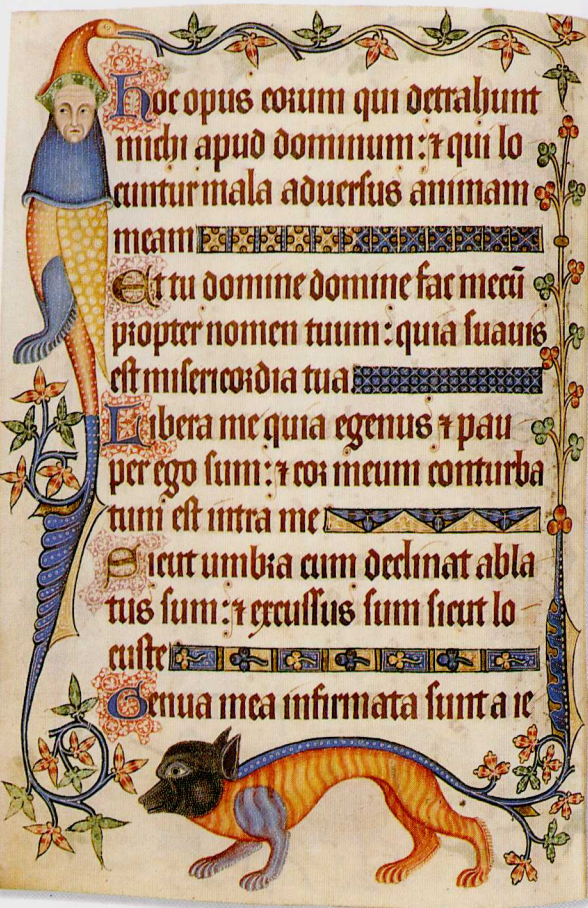 Hoc opus eorum qui detrahunt
michi apud dominum : ⁊ qui lo
cuntur mala aduersus animam
meam
Et tu domine domine fac mecū
propter nomen tuum : quia suauis
est misericordia tua
Libera me quia egenus ⁊ pau
per ego sum : ⁊ cor meum conturba
tum est intra me
Sicut umbra cum declinat abla
tus sum : ⁊ excussus sum sicut lo
custe
Genua mea infirmata sunt a ie